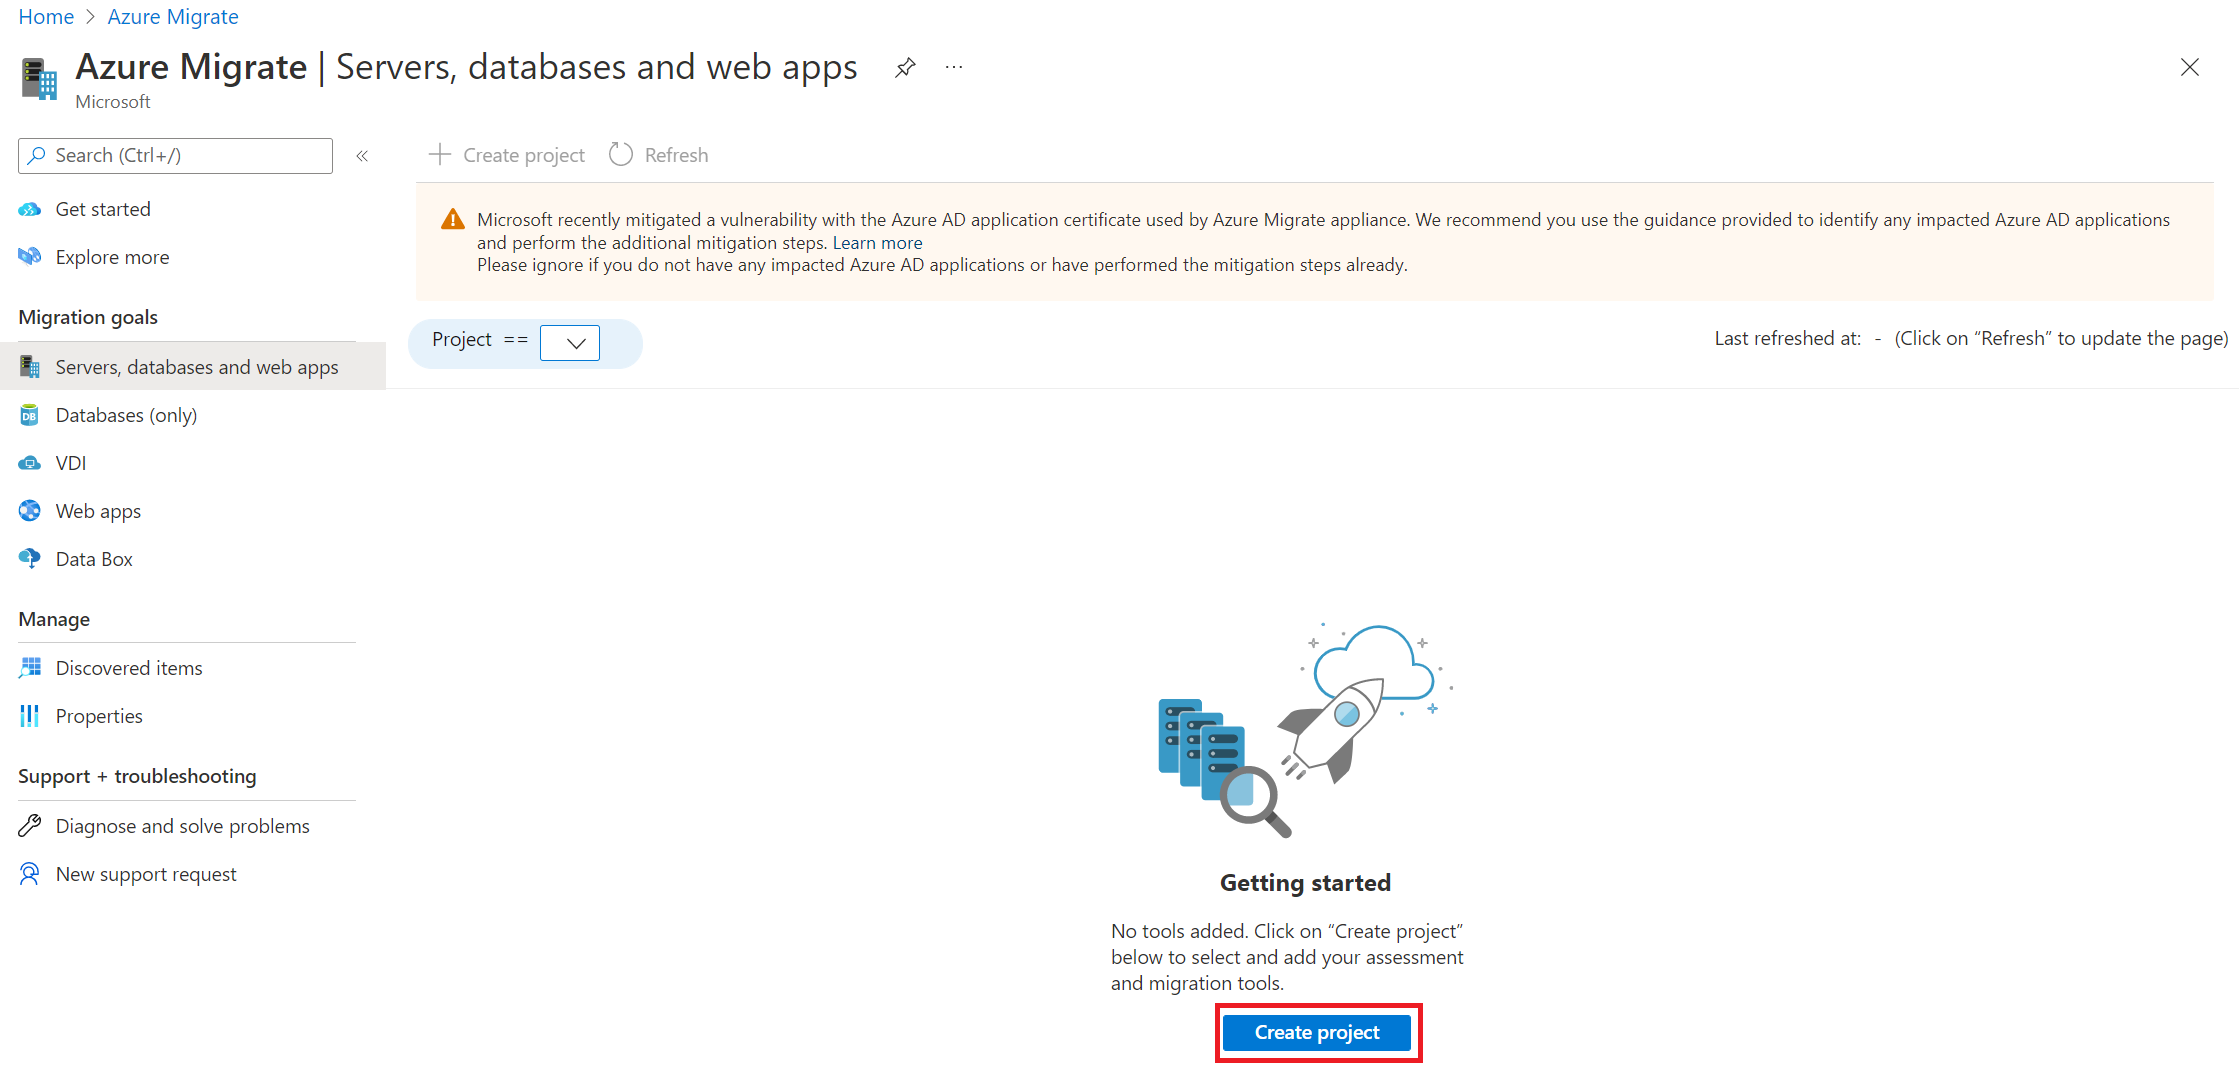 Home > Azure Migrate
Azure Migrate | Servers, databases and web apps
Microsoft
Search (Ctrl+/)
Get started
Explore more
Migration goals
Servers, databases and web apps
Databases (only)
VDI
Web apps
Data Box
Manage
Discovered items
Properties
Support + troubleshooting
Diagnose and solve problems
New support request
Create project
Refresh
Microsoft recently mitigated a vulnerability with the Azure AD application certificate used by Azure Migrate appliance. We recommend you use the guidance provided to identify any impacted Azure AD applications
and perform the additional mitigation steps. Learn more
Please ignore if you do not have any impacted Azure AD applications or have performed the mitigation steps already.
Project ==
Last refreshed at: - (Click on “Refresh” to update the page)
Getting started
No tools added. Click on “Create project”
below to select and add your assessment
and migration tools.
Create project